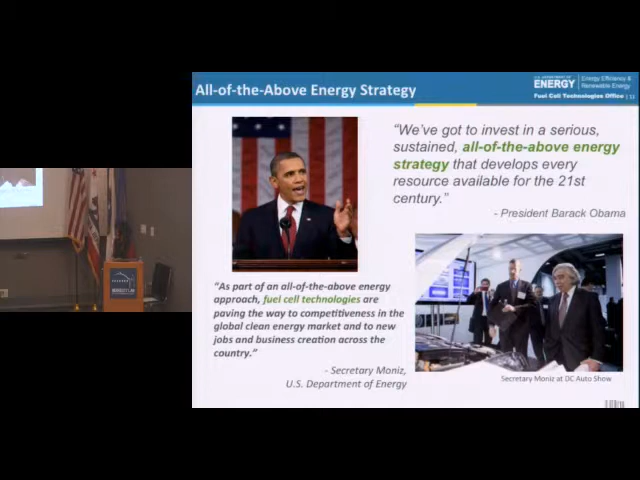 All-of-the-Above Energy Strategy
U.S. DEPARTMENT OF
ENERGY
Energy Efficiency &
Renewable Energy
Fuel Cell Technologies Office |
“We’ve got to invest in a serious,
sustained, all-of-the-above energy
strategy that develops every
resource available for the 21st
century.”
- President Barack Obama
“As part of an all-of-the-above energy
approach, fuel cell technologies are
paving the way to competitiveness in the
global clean energy market and to new
jobs and business creation across the
country.”
- Secretary Moniz,
U.S. Department of Energy
Secretary Moniz at DC Auto Show